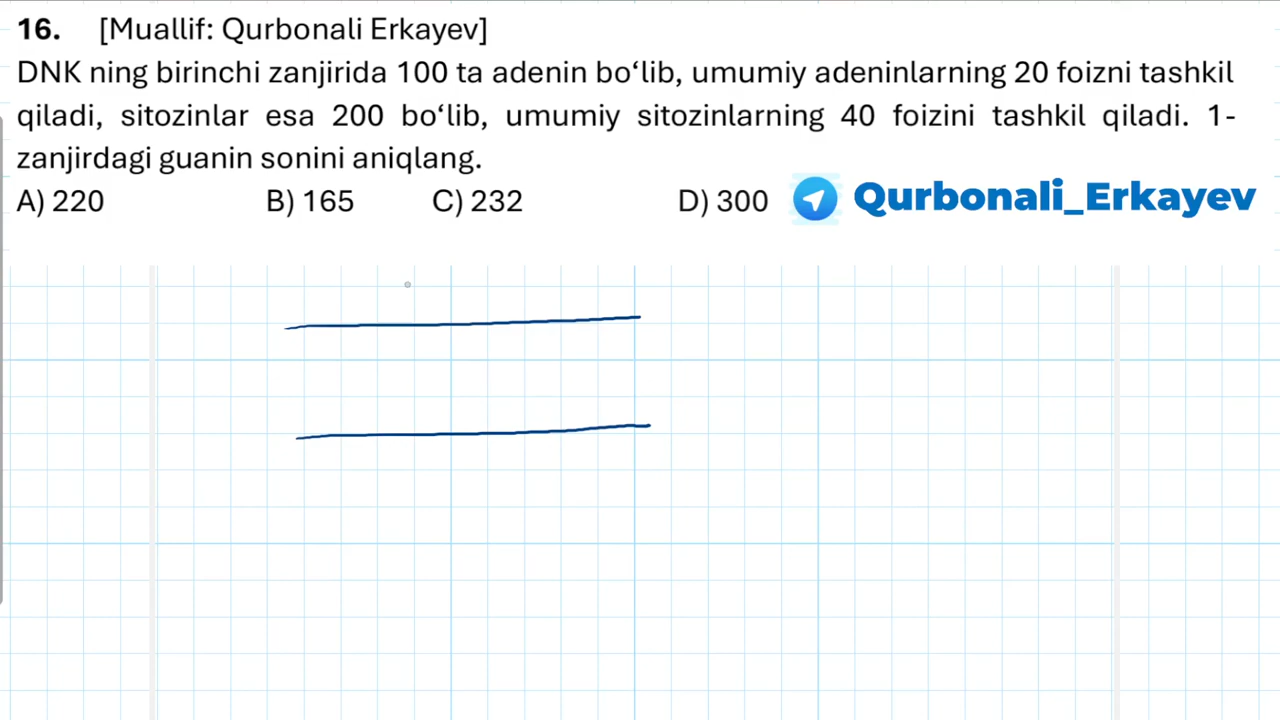 16. [Muallif: Qurbonali Erkayev]
DNK ning birinchi zanjirida 100 ta adenin bo‘lib, umumiy adeninlarning 20 foizni tashkil
qiladi, sitozinlar esa 200 bo‘lib, umumiy sitozinlarning 40 foizini tashkil qiladi. 1-
zanjirdagi guanin sonini aniqlang.
A) 220 B) 165 C) 232 D) 300
Qurbonali_Erkayev